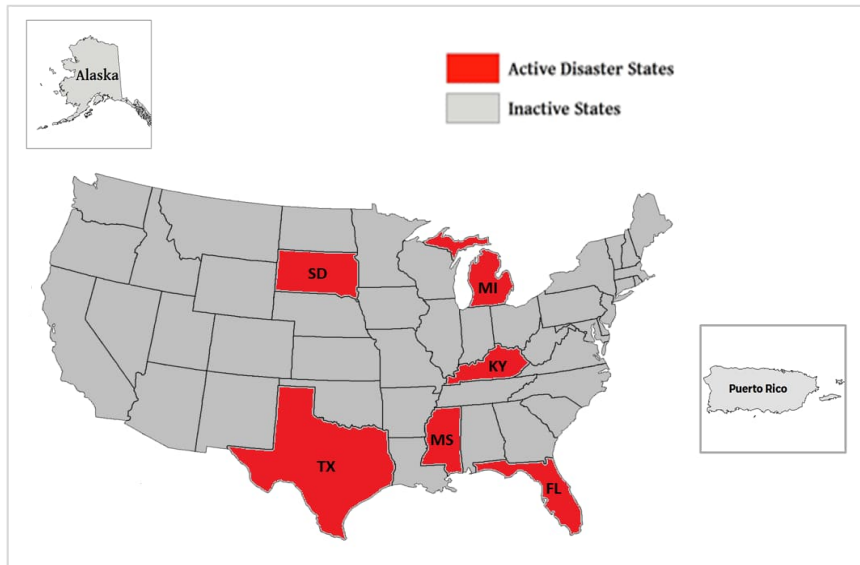 Alaska
Active Disaster States
Inactive States
SD
MI
KY
Puerto Rico
MS
TX
FL